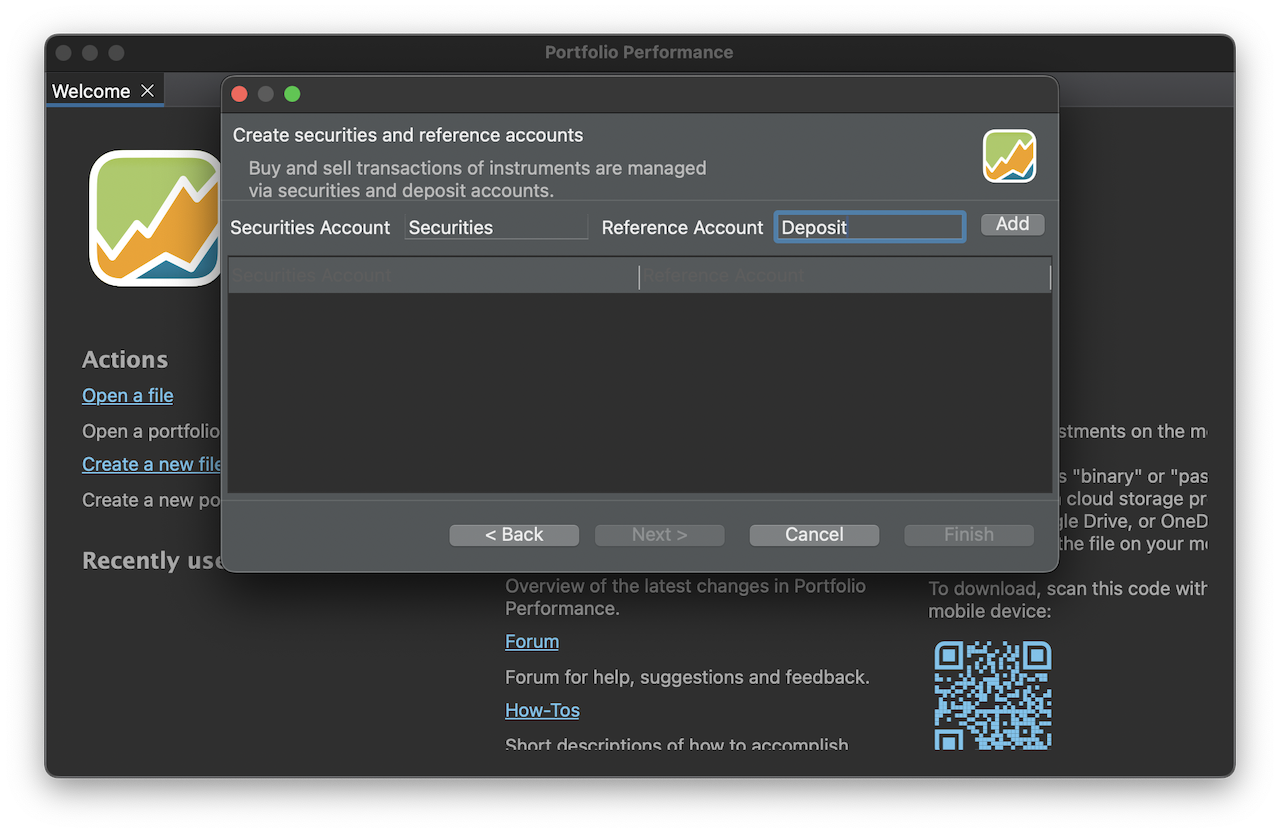 Portfolio Performance
Welcome
Create securities and reference accounts
Buy and sell transactions of instruments are managed
via securities and deposit accounts.
Securities Account Securities Reference Account Deposit Add
Securities Account Reference Account
Actions
Open a file
Open a portfolio
Create a new file
Create a new po
Recently use
< Back Next > Cancel Finish
stments on the m
s "binary" or "pas
cloud storage pr
gle Drive, or OneD
the file on your m
Overview of the latest changes in Portfolio
Performance.
Forum
Forum for help, suggestions and feedback.
How-Tos
Short descriptions of how to accomplish
To download, scan this code with
mobile device: